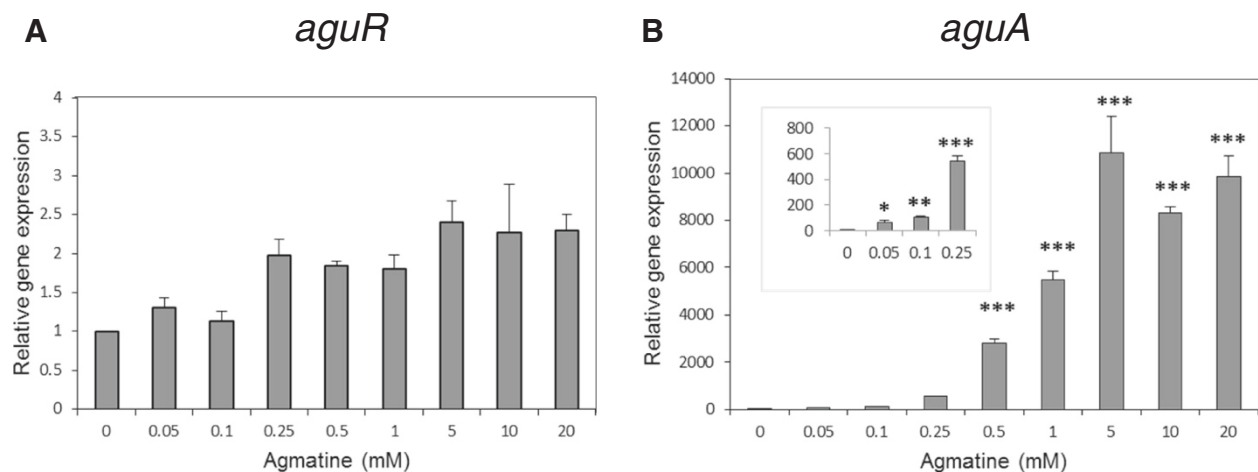 A
aguR
Relative gene expression
4
3.5
3
2.5
2
1.5
1
0.5
0
0 0.05 0.1 0.25 0.5 1 5 10 20
Agmatine (mM)
B
aguA
Relative gene expression
14000
12000
10000
8000
6000
4000
2000
0
800
600
400
200
0
* ** ***
0 0.05 0.1 0.25
*** *** *** *** ***
0 0.05 0.1 0.25 0.5 1 5 10 20
Agmatine (mM)